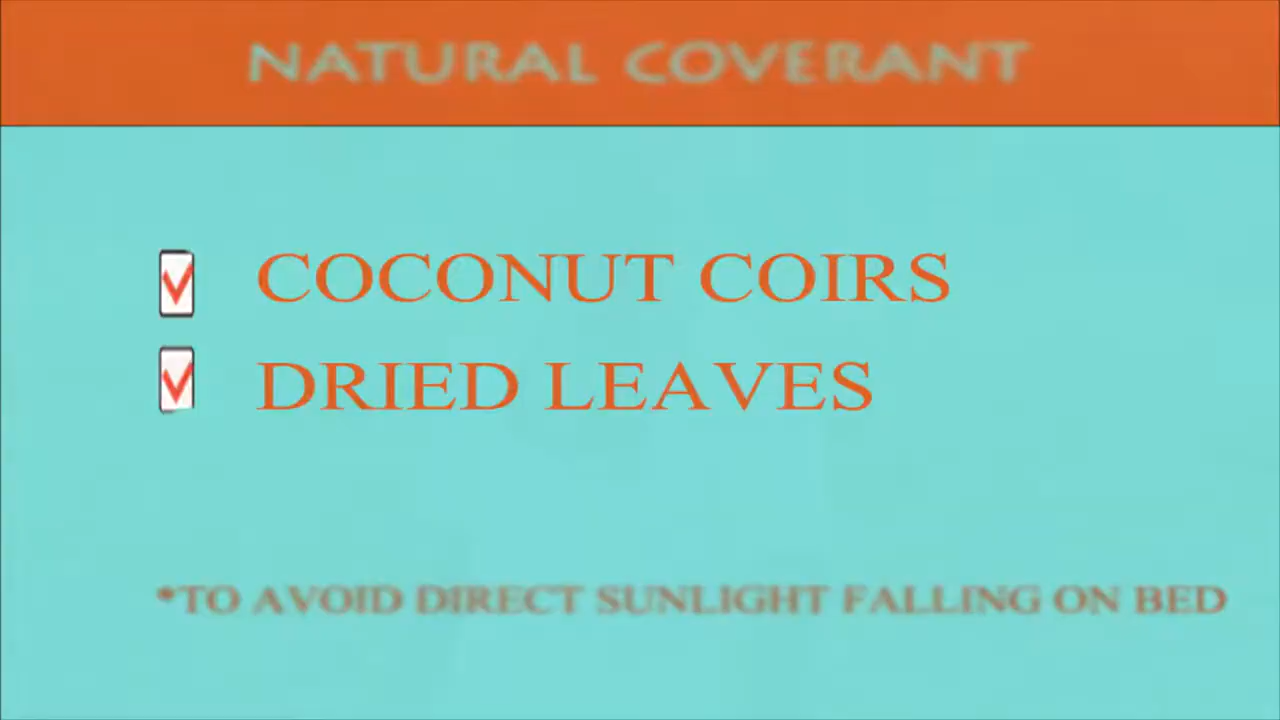 NATURAL COVERANT
COCONUT COIRS
DRIED LEAVES
*TO AVOID DIRECT SUNLIGHT FALLING ON BED